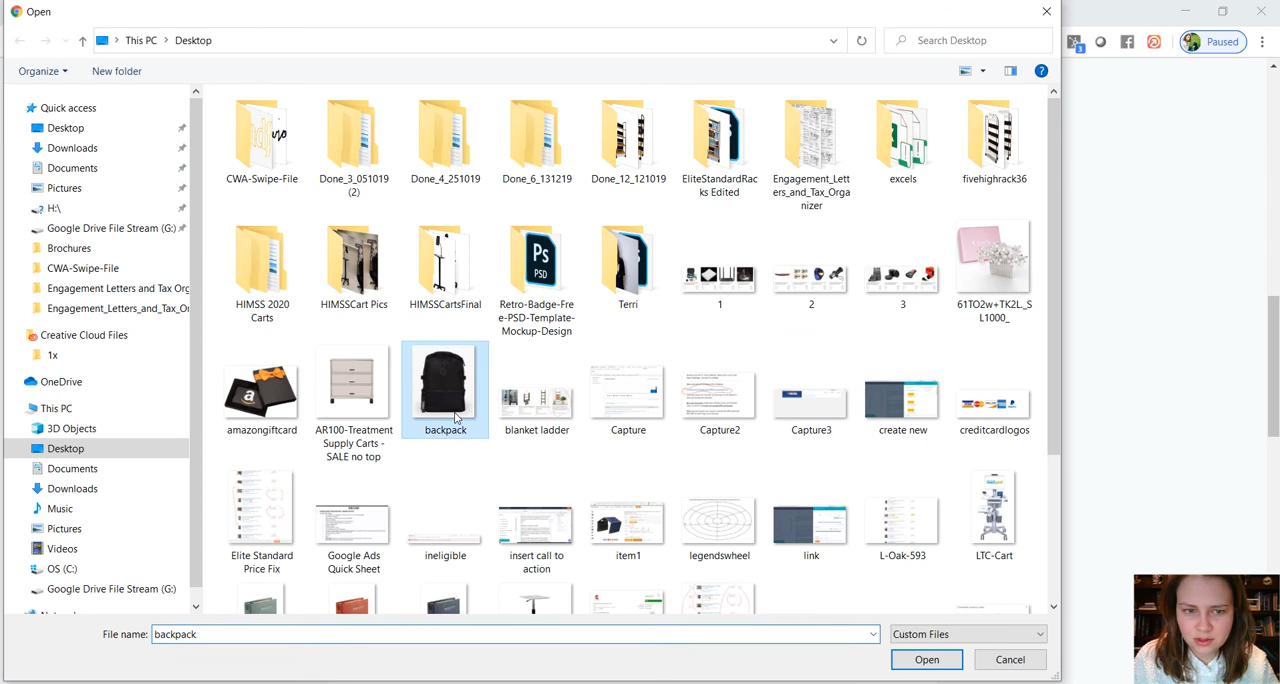 Open
This PC > Desktop
Search Desktop
3
Paused
Organize
New folder
Quick access
Desktop
Downloads
Documents
Pictures
H:\
Google Drive File Stream (G:)
Brochures
CWA-Swipe-File
Engagement Letters and Tax Org
Engagement_Letters_and_Tax_Or
Creative Cloud Files
1x
OneDrive
This PC
3D Objects
Desktop
Documents
Downloads
Music
Pictures
Videos
OS (C:)
Google Drive File Stream (G:)
CWA-Swipe-File
Done_3_051019
(2)
Done_4_251019
Done_6_131219
Done_12_121019
EliteStandardRac
ks Edited
Engagement_Lett
ers_and_Tax_Orga
nizer
excels
fivehighrack36
HIMSS 2020
Carts
HIMSSCart Pics
HIMSSCartsFinal
Ps
PSD
Retro-Badge-Fre
e-PSD-Template-
Mockup-Design
Terri
1
2
3
61TO2w+TK2L._S
L1000_
amazongiftcard
AR100-Treatment
Supply Carts -
SALE no top
backpack
blanket ladder
Capture
Capture2
Capture3
create new
creditcardlogos
Elite Standard
Price Fix
Google Ads
Quick Sheet
ineligible
insert call to
action
item1
legendswheel
link
L-Oak-593
LTC-Cart
File name: backpack
Custom Files
Open
Cancel